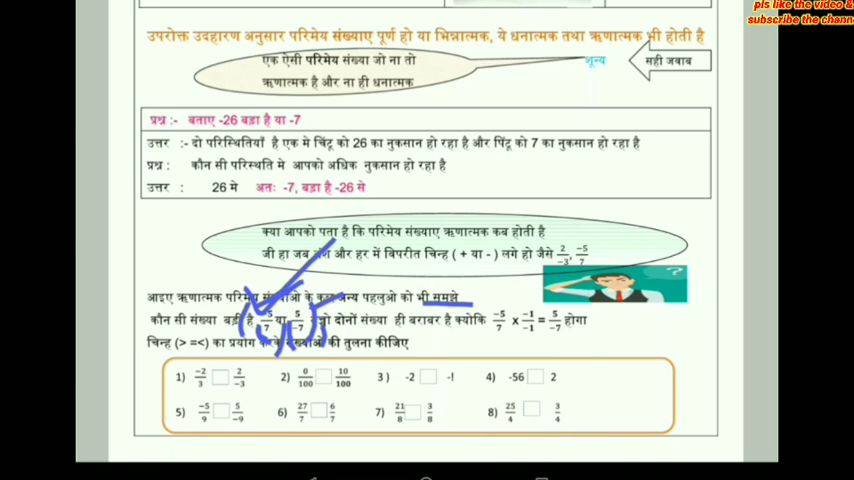 pls like the video &
subscribe the chann
उपरोक्त उदहारण अनुसार परिमेय संख्याए पूर्ण हो या भिन्नात्मक, ये धनात्मक तथा ऋणात्मक भी होती है
एक ऐसी परिमेय संख्या जो ना तो
ऋणात्मक है और ना ही धनात्मक
शून्य
सही जवाब
प्रश्न :- बताए -26 बड़ा है या -7
उत्तर :- दो परिस्थितियाँ है एक मे चिंटू को 26 का नुकसान हो रहा है और पिंटू को 7 का नुकसान हो रहा है
प्रश्न : कौन सी परिस्थति मे आपको अधिक नुकसान हो रहा है
उत्तर : 26 मे अतः -7, बड़ा है -26 से
क्या आपको पता है कि परिमेय संख्याए ऋणात्मक कब होती है
जी हा जब अंश और हर में विपरीत चिन्ह ( + या - ) लगे हो जैसे 2/-3, -5/7
आइए ऋणात्मक परिमेय संख्याओ के कुछ अन्य पहलुओ को भी समझे
कौन सी संख्या बड़ी है -5/7 या 5/-7 दोनो संख्या ही बराबर है क्योकि -5/7 x -1/-1 = 5/-7 होगा
चिन्ह (> =<) का प्रयोग करके संख्याओं की तुलना कीजिए
1) -2/3 □ 2/-3 2) 0/100 □ 10/100 3 ) -2 □ -! 4) -56 □ 2
5) -5/9 □ 5/-9 6) 27/7 □ 6/7 7) 21/8 □ 3/8 8) 25/4 □ 3/4